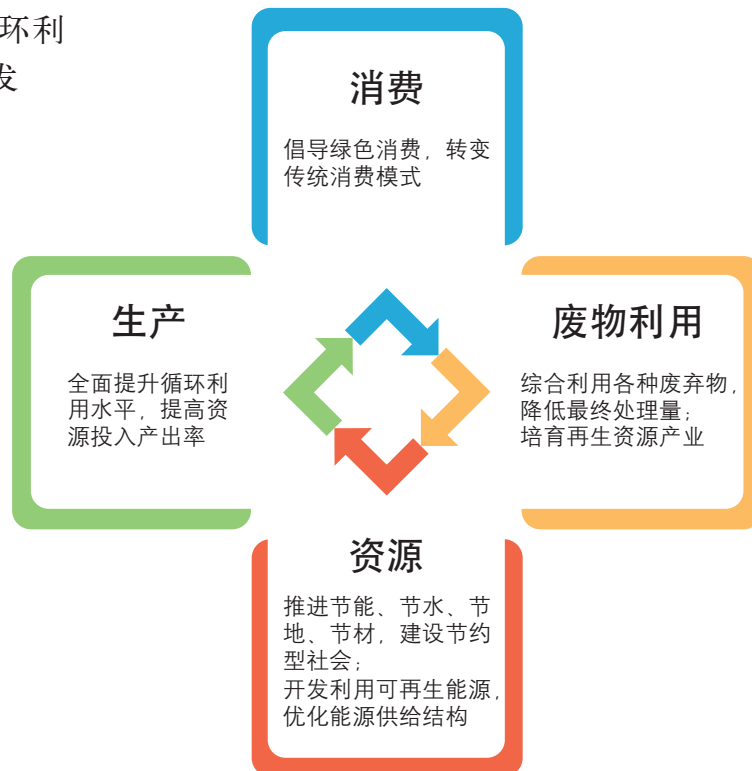 环利
发
消费
倡导绿色消费，转变
传统消费模式
生产
全面提升循环利
用水平，提高资
源投入产出率
废物利用
综合利用各种废弃物，
降低最终处理量；
培育再生资源产业
资源
推进节能、节水、节
地、节材，建设节约
型社会；
开发利用可再生能源，
优化能源供给结构